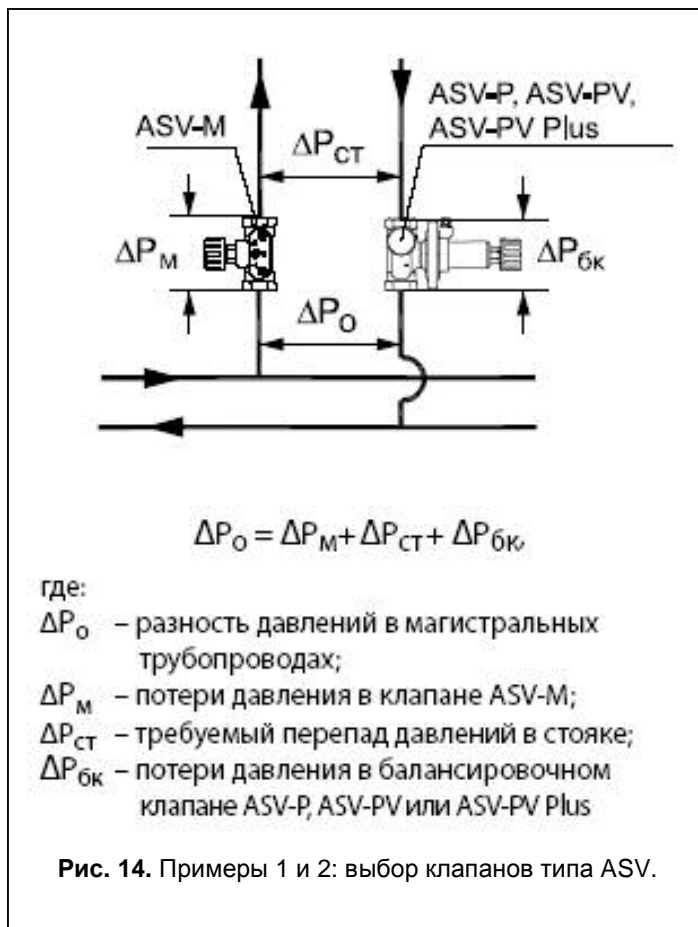 ASV-M
ASV-P, ASV-PV,
ASV-PV Plus
ΔPст
ΔPм
ΔPбк
ΔPо
ΔPо = ΔPм + ΔPст + ΔPбк,
где:
ΔPо – разность давлений в магистральных
трубопроводах;
ΔPм – потери давления в клапане ASV-M;
ΔPст – требуемый перепад давлений в стояке;
ΔPбк – потери давления в балансировочном
клапане ASV-P, ASV-PV или ASV-PV Plus
Рис. 14. Примеры 1 и 2: выбор клапанов типа ASV.